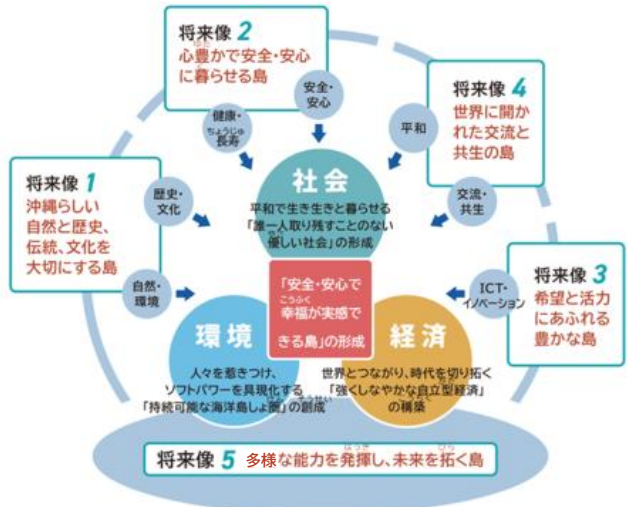 将来像 2
心豊かで安全・安心
に暮らせる島
将来像 4
世界に開か
れた交流と
共生の島
将来像 1
沖縄らしい
自然と歴史、
伝統、文化を
大切にする島
将来像 3
希望と活力
にあふれる
豊かな島
健康・
ちょうじゅ
長寿
安全・
安心
平和
歴史・
文化
交流・
共生
自然・
環境
ICT・
イノベーション
社会
平和で生き生きと暮らせる
「誰一人取り残すことのない
優しい社会」の形成
「安全・安心で
こうふく
幸福が実感で
きる島」の形成
環境
人々を惹きつけ、
ソフトパワーを具現化する
「持続可能な海洋島しょ圏」の創成
経済
世界とつながり、時代を切り拓く
「強くしなやかな自立型経済」
の構築
はっき ひら
将来像 5 多様な能力を発揮し、未来を拓く島